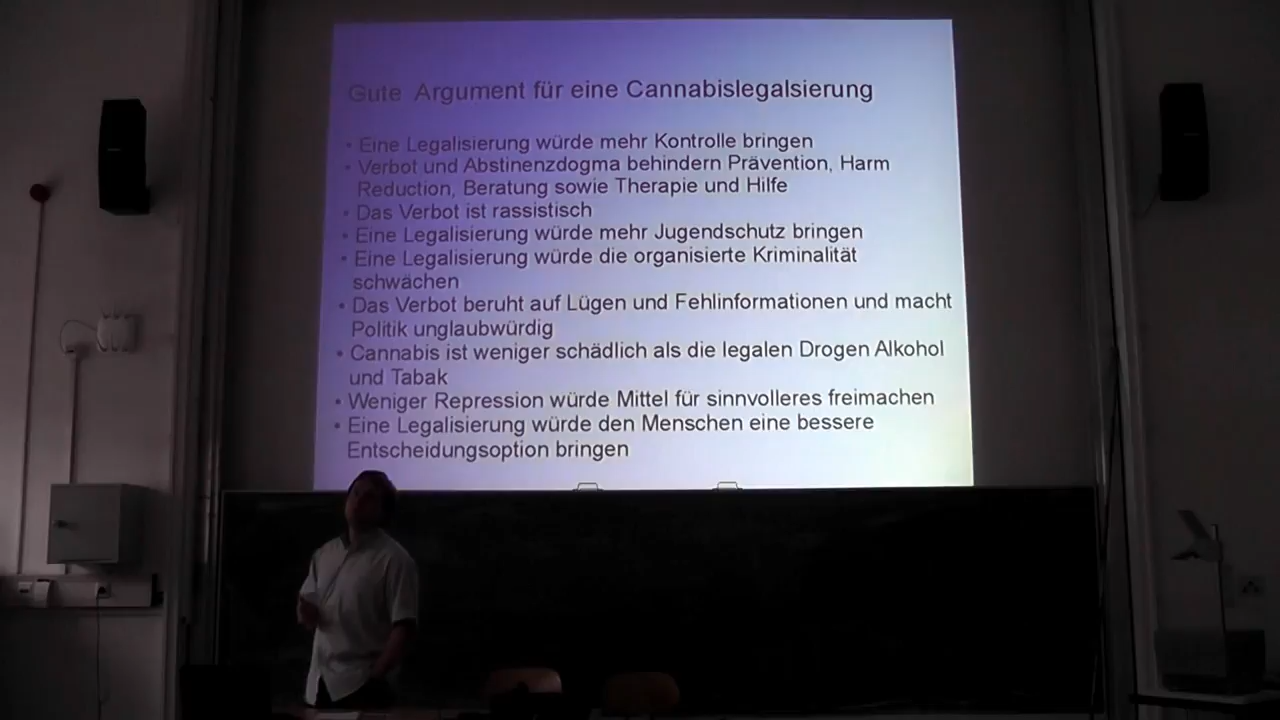 Gute Argument für eine Cannabislegalsierung
• Eine Legalisierung würde mehr Kontrolle bringen
• Verbot und Abstinenzdogma behindern Prävention, Harm
Reduction, Beratung sowie Therapie und Hilfe
• Das Verbot ist rassistisch
• Eine Legalisierung würde mehr Jugendschutz bringen
• Eine Legalisierung würde die organisierte Kriminalität
schwächen
• Das Verbot beruht auf Lügen und Fehlinformationen und macht
Politik unglaubwürdig
• Cannabis ist weniger schädlich als die legalen Drogen Alkohol
und Tabak
• Weniger Repression würde Mittel für sinnvolleres freimachen
• Eine Legalisierung würde den Menschen eine bessere
Entscheidungsoption bringen